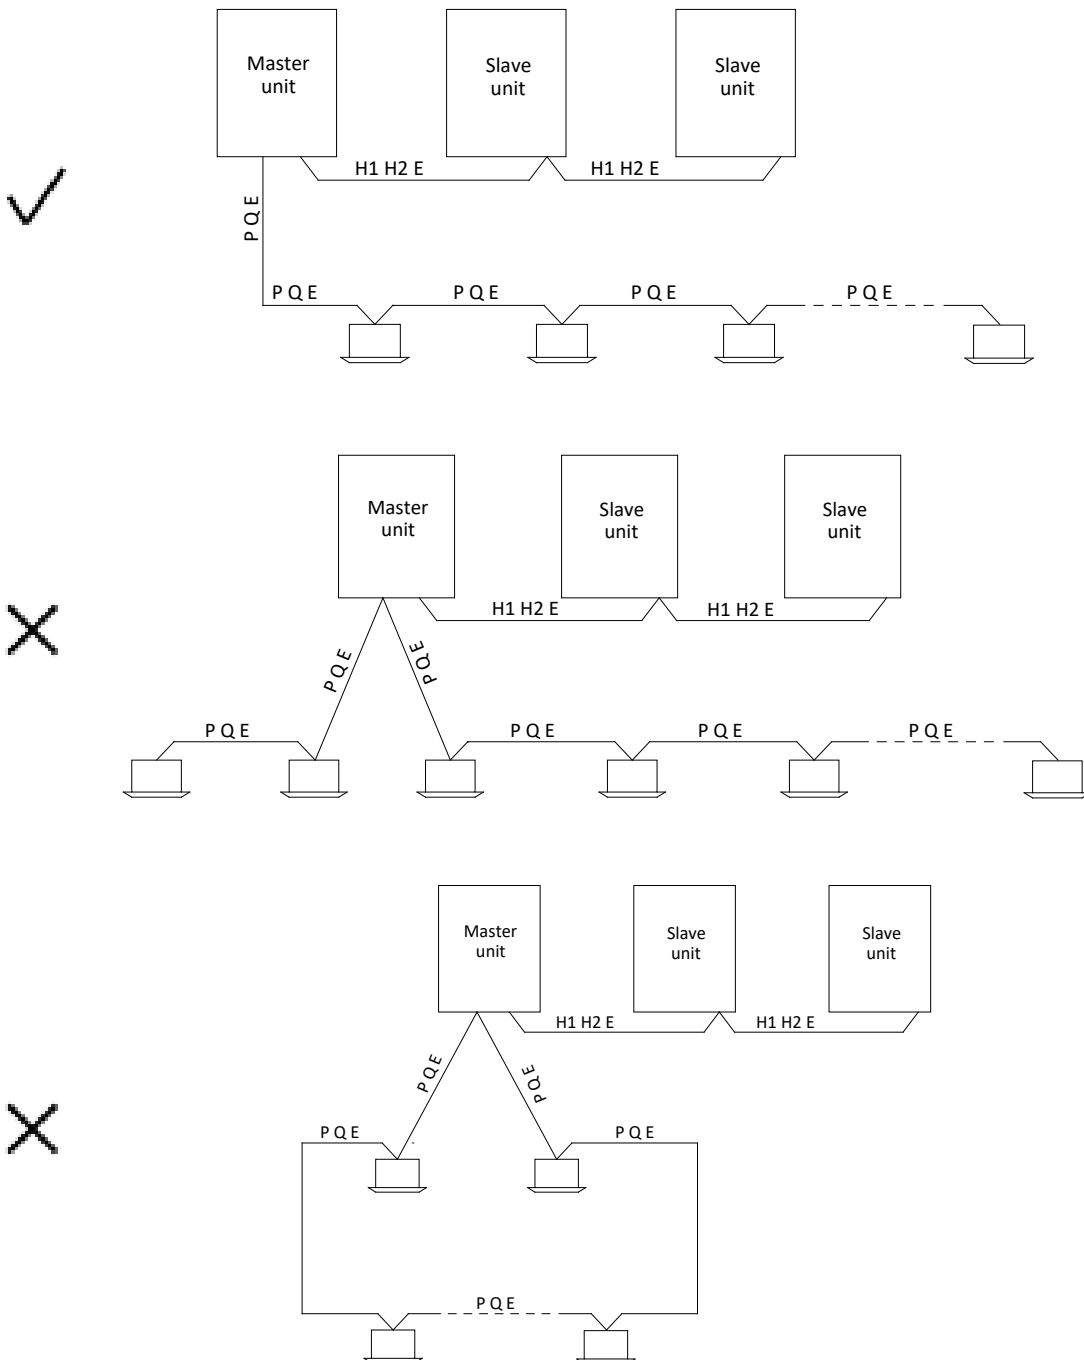 Master
unit
Slave
unit
Slave
unit
H1 H2 E
H1 H2 E
P Q E
P Q E
P Q E
P Q E
P Q E
Master
unit
Slave
unit
Slave
unit
H1 H2 E
H1 H2 E
P Q E
P Q E
P Q E
P Q E
P Q E
P Q E
Master
unit
Slave
unit
Slave
unit
H1 H2 E
H1 H2 E
P Q E
P Q E
P Q E
P Q E
P Q E